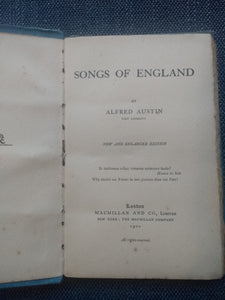 SONGS OF ENGLAND
BY
ALFRED AUSTIN
POET LAUREATE
NEW AND ENLARGED EDITION
London
MACMILLAN AND CO., LIMITED
NEW YORK: THE MACMILLAN COMPANY
1900
All rights reserved